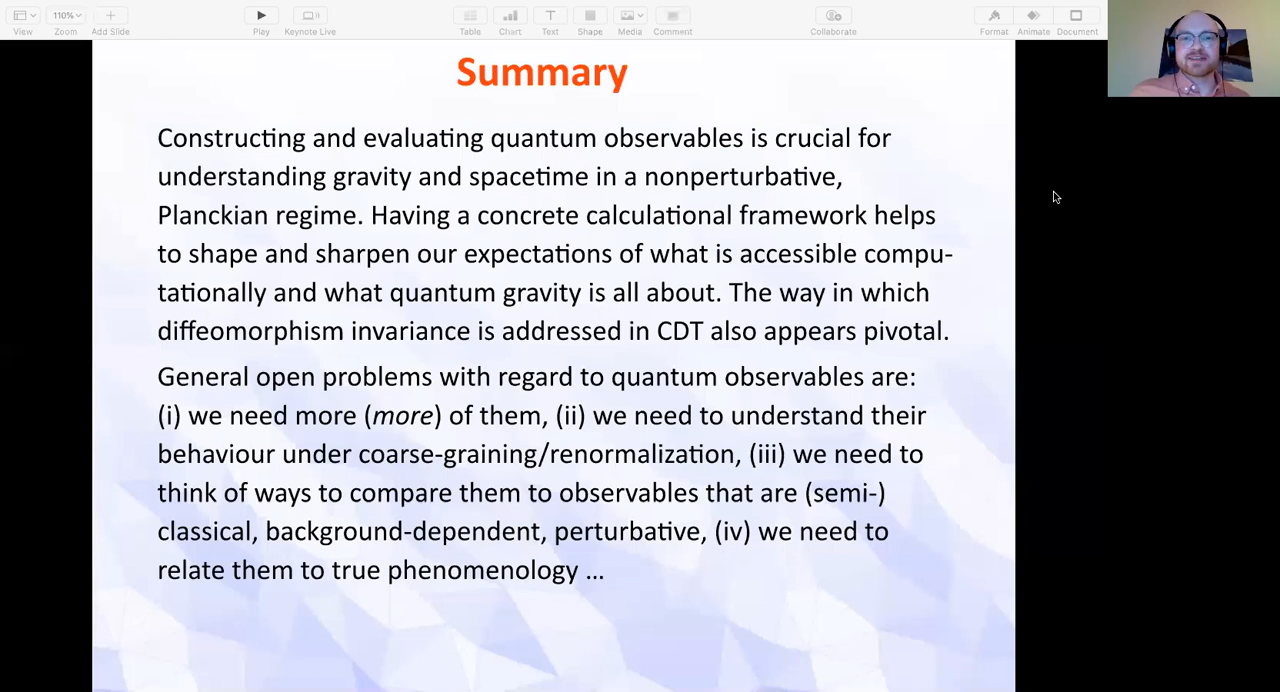 110%
View
Zoom
Add Slide
Play
Keynote Live
Table
Chart
Text
Shape
Media
Comment
Collaborate
Format
Animate
Document
Summary
Constructing and evaluating quantum observables is crucial for
understanding gravity and spacetime in a nonperturbative,
Planckian regime. Having a concrete calculational framework helps
to shape and sharpen our expectations of what is accessible compu-
tationally and what quantum gravity is all about. The way in which
diffeomorphism invariance is addressed in CDT also appears pivotal.
General open problems with regard to quantum observables are:
(i) we need more (more) of them, (ii) we need to understand their
behaviour under coarse-graining/renormalization, (iii) we need to
think of ways to compare them to observables that are (semi-)
classical, background-dependent, perturbative, (iv) we need to
relate them to true phenomenology ...